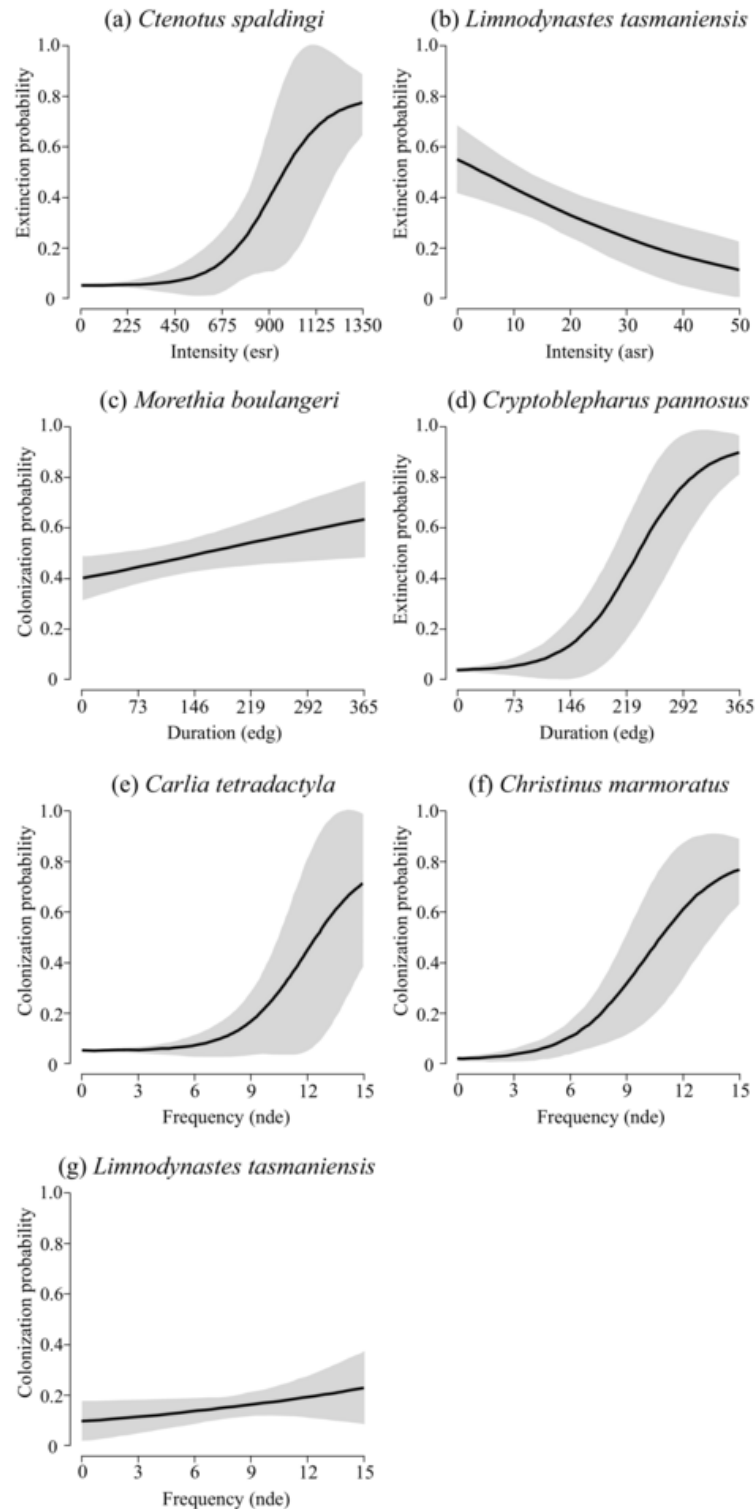 (a) Ctenotus spaldingi
(b) Limnodynastes tasmaniensis
Extinction probability
1.0
0.8
0.6
0.4
0.2
0
0 225 450 675 900 1125 1350
Intensity (esr)
Extinction probability
1.0
0.8
0.6
0.4
0.2
0
0 10 20 30 40 50
Intensity (asr)
(c) Morethia boulangeri
(d) Cryptoblepharus pannosus
Colonization probability
1.0
0.8
0.6
0.4
0.2
0
0 73 146 219 292 365
Duration (edg)
Extinction probability
1.0
0.8
0.6
0.4
0.2
0
0 73 146 219 292 365
Duration (edg)
(e) Carlia tetradactyla
(f) Christinus marmoratus
Colonization probability
1.0
0.8
0.6
0.4
0.2
0
0 3 6 9 12 15
Frequency (nde)
Colonization probability
1.0
0.8
0.6
0.4
0.2
0
0 3 6 9 12 15
Frequency (nde)
(g) Limnodynastes tasmaniensis
Colonization probability
1.0
0.8
0.6
0.4
0.2
0
0 3 6 9 12 15
Frequency (nde)